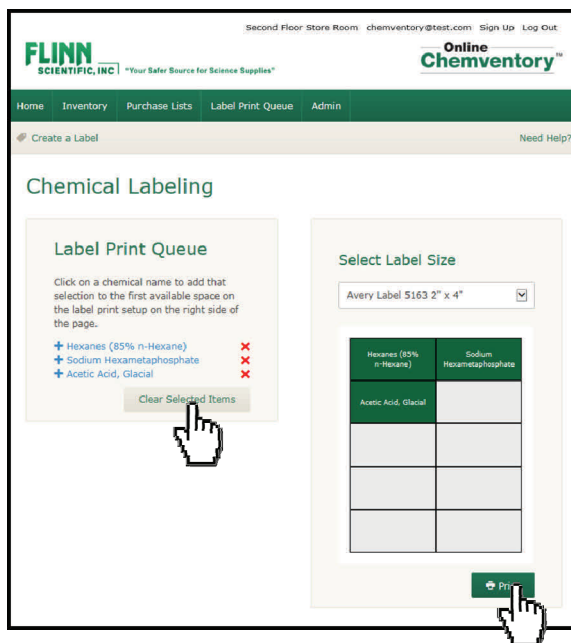 Second Floor Store Room chemventory@test.com Sign Up Log Out
FLINN
SCIENTIFIC, INC
"Your Safer Source for Science Supplies"
Online
Chemventory™
Home Inventory Purchase Lists Label Print Queue Admin
Create a Label
Need Help?
Chemical Labeling
Label Print Queue
Click on a chemical name to add that
selection to the first available space on
the label print setup on the right side of
the page.
Hexanes (85% n-Hexane)
Sodium Hexametaphosphate
Acetic Acid, Glacial
Clear Selected Items
Select Label Size
Avery Label 5163 2" x 4"
Hexanes (85%
n-Hexane)
Sodium
Hexametaphosphate
Acetic Acid, Glacial